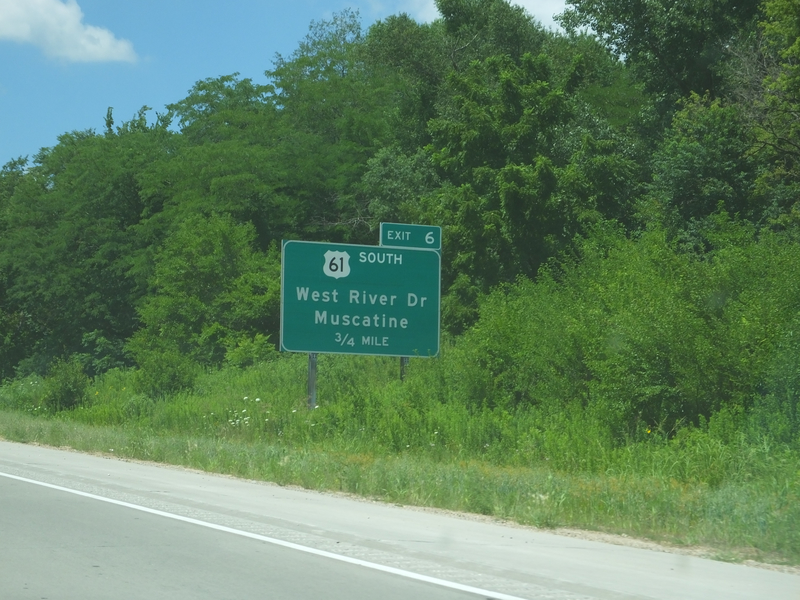 EXIT 6
61 SOUTH
West River Dr
Muscatine
3/4 MILE